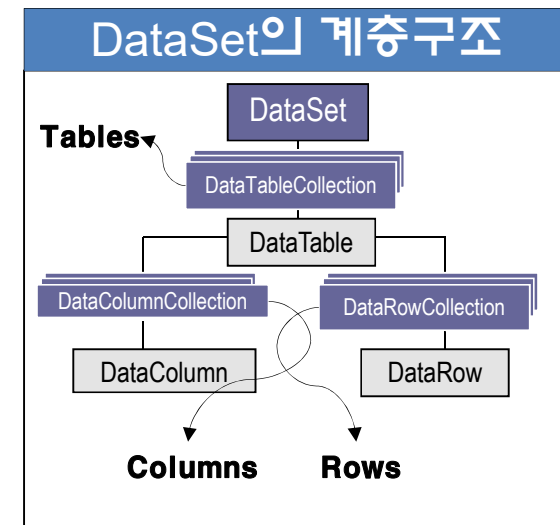 DataSet의 계층구조
DataSet
Tables
DataTableCollection
DataTable
DataColumnCollection
DataRowCollection
DataColumn
DataRow
Columns
Rows